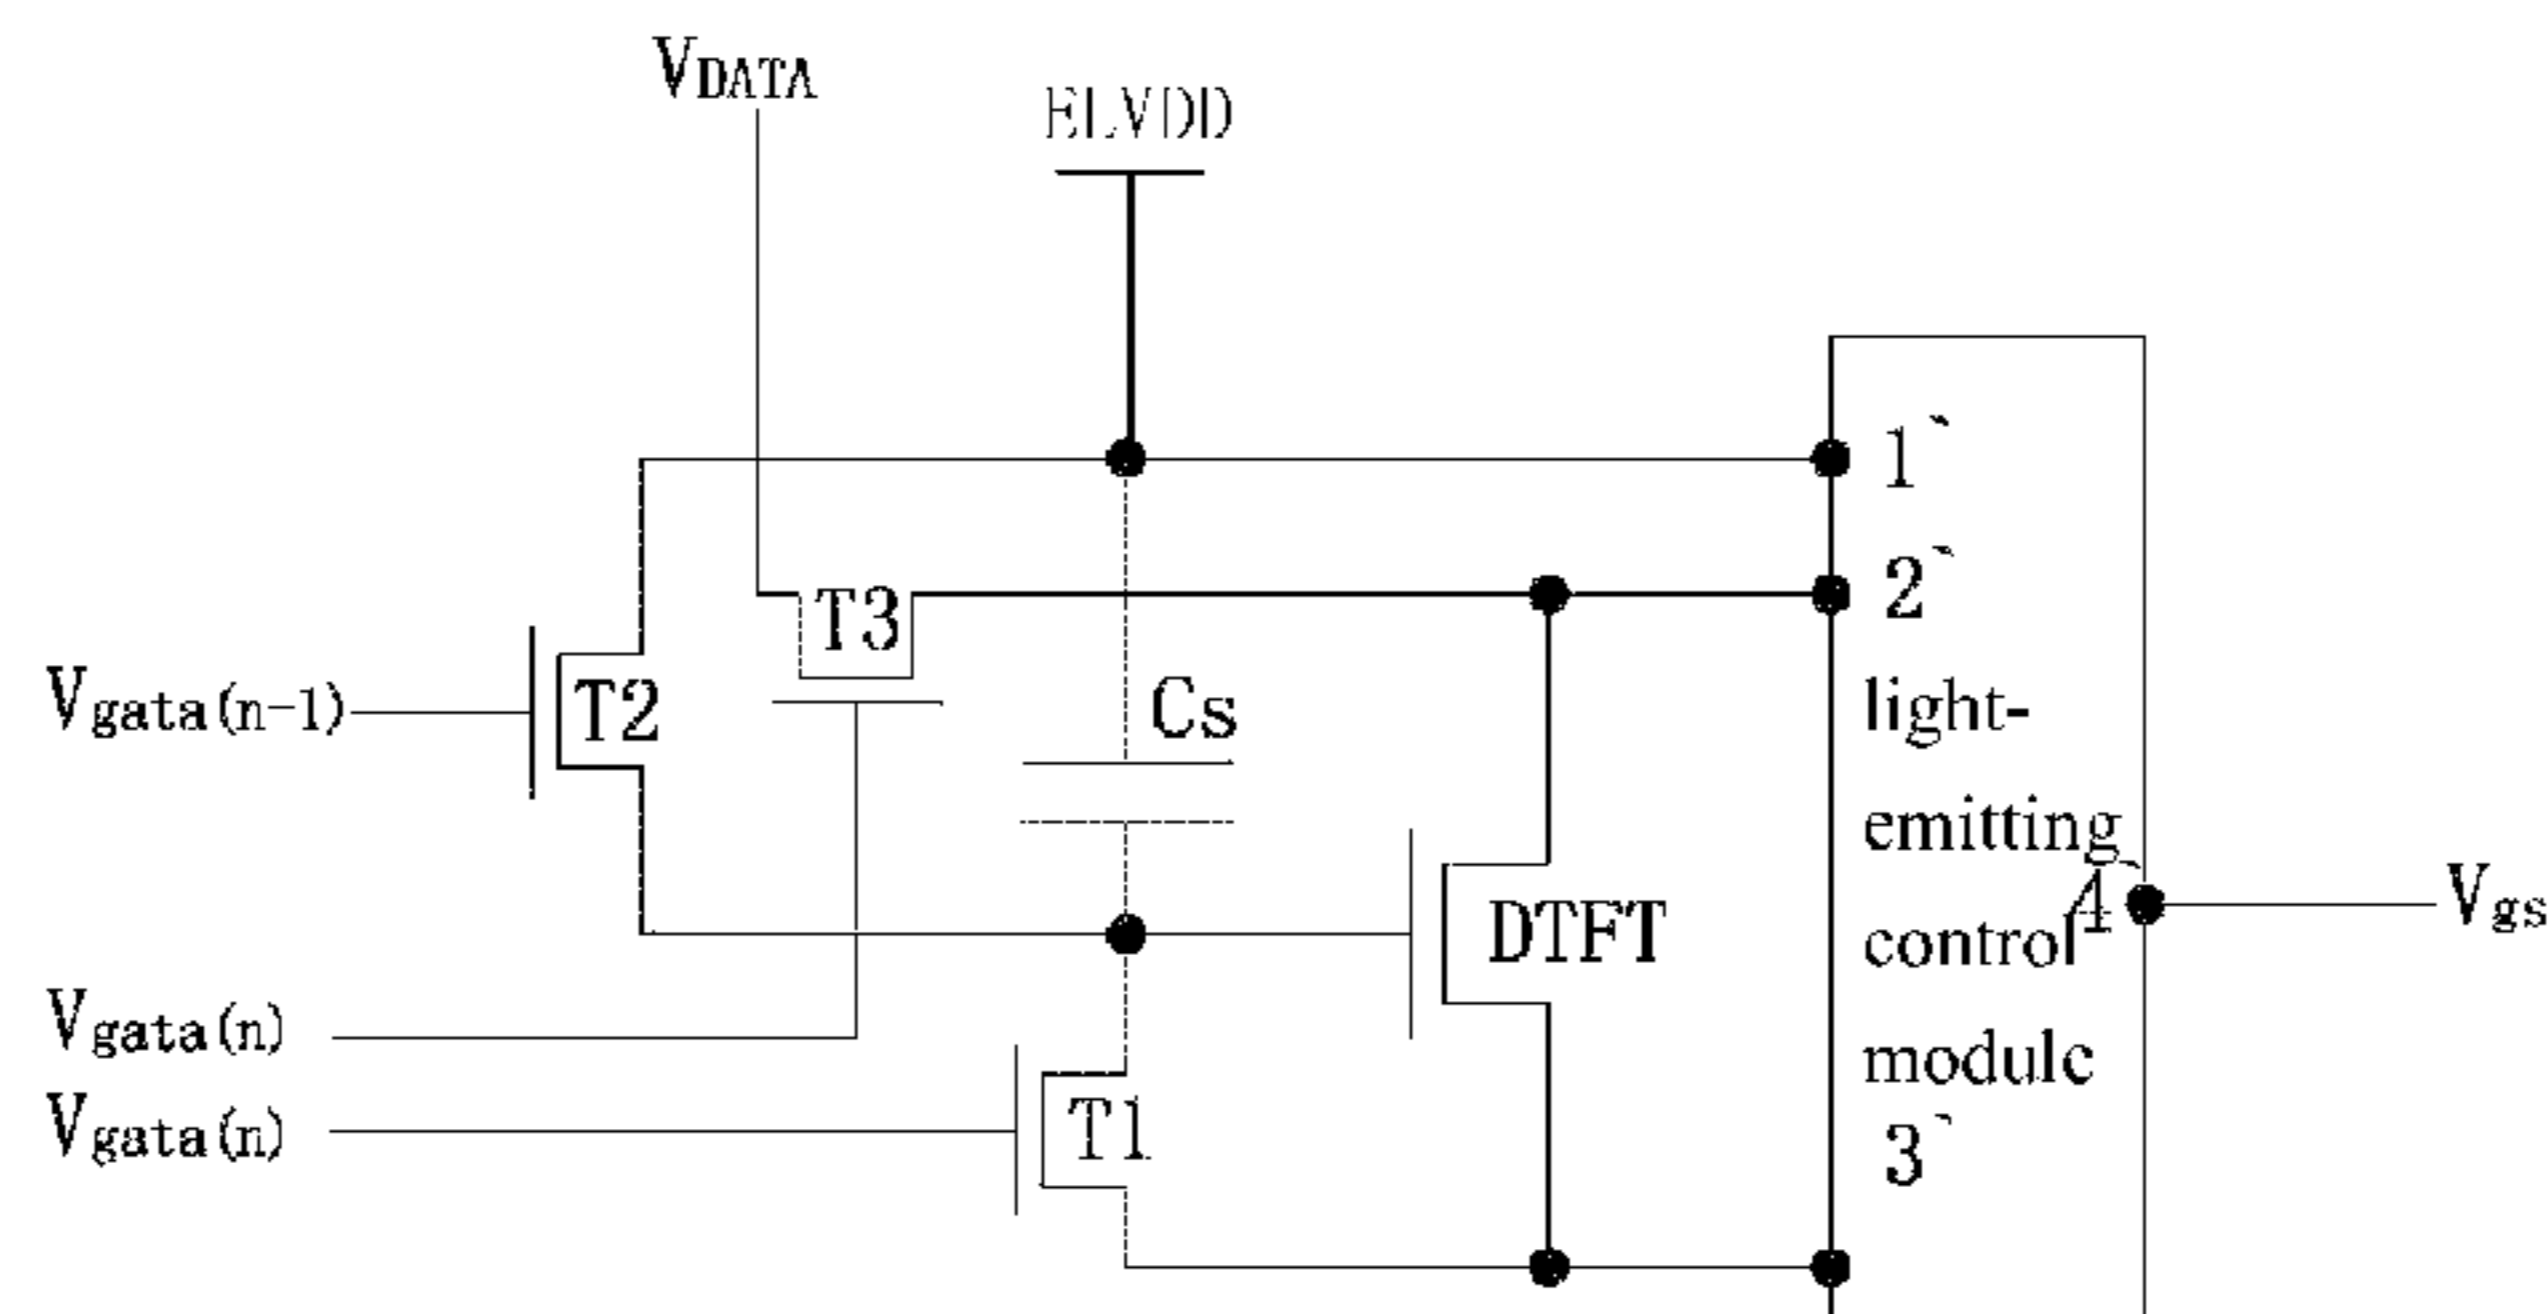 VDATA
ELVDD
1`
2`
T3
Vgata(n-1)
T2
Cs
light-
emitting
control
module
4`
Vgs
DTFT
Vgata(n)
Vgata(n)
T1
3`